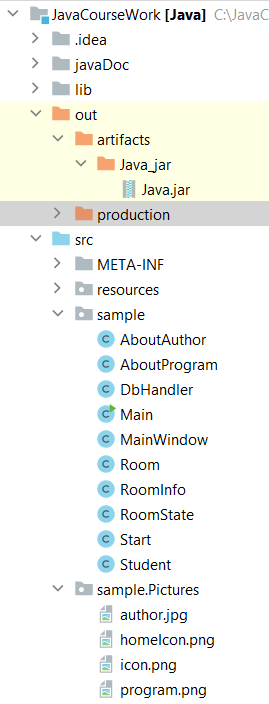 JavaCourseWork [Java] C:\JavaC
.idea
javaDoc
lib
out
artifacts
Java_jar
Java.jar
production
src
META-INF
resources
sample
C AboutAuthor
C AboutProgram
C DbHandler
C Main
C MainWindow
C Room
C RoomInfo
C RoomState
C Start
C Student
sample.Pictures
author.jpg
homeIcon.png
icon.png
program.png